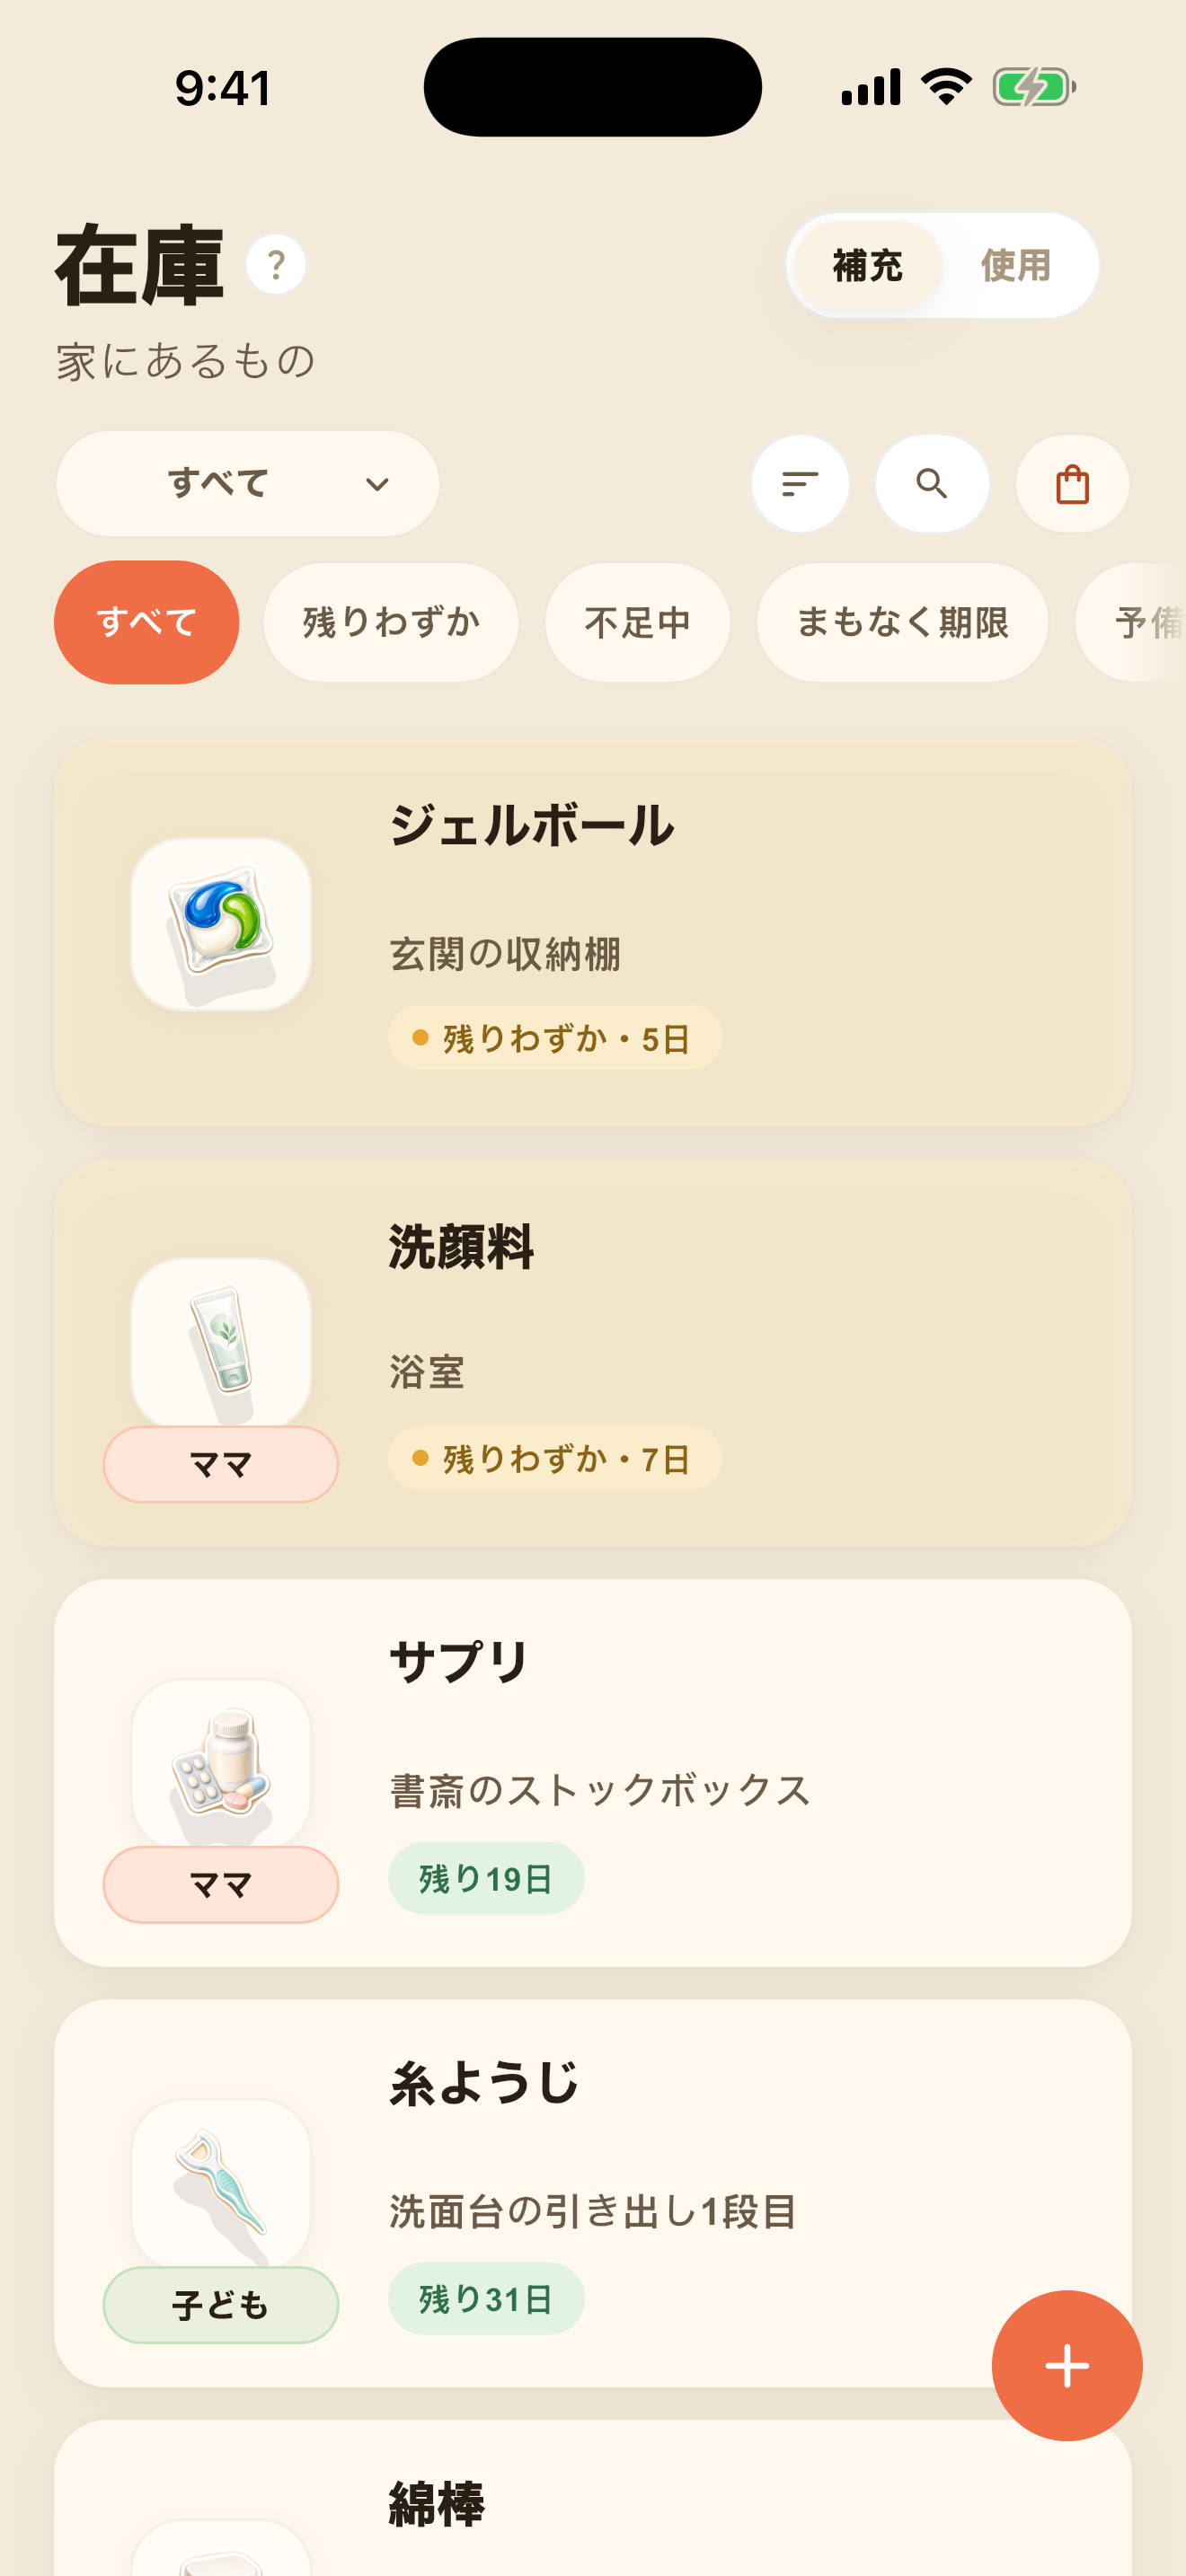 9:41
在庫 ?
補充 使用
家にあるもの
すべて
すべて 残りわずか 不足中 まもなく期限 予備
ジェルボール
玄関の収納棚
残りわずか・5日
洗顔料
浴室
ママ
残りわずか・7日
サプリ
書斎のストックボックス
ママ
残り19日
糸ようじ
洗面台の引き出し1段目
子ども
残り31日
綿棒